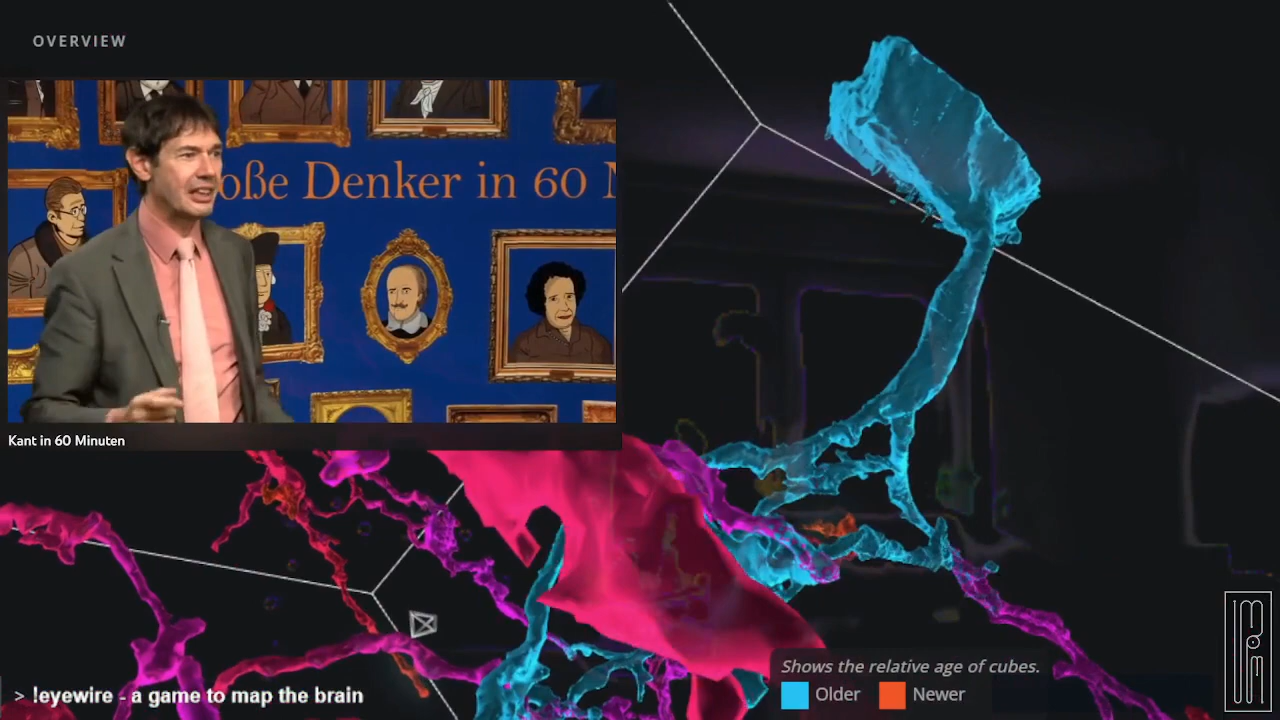 OVERVIEW
oße Denker in 60
Kant in 60 Minuten
Shows the relative age of cubes.
Older
Newer
> !eyewire - a game to map the brain